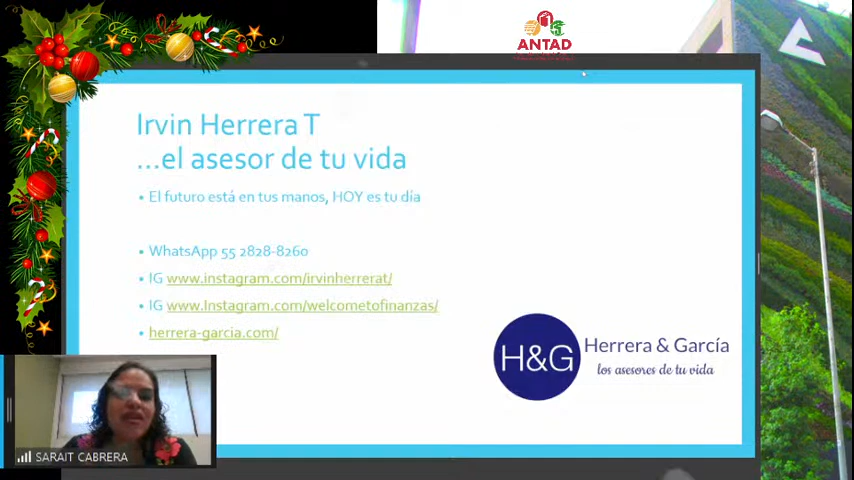 ANTAD
Irvin Herrera T
...el asesor de tu vida
• El futuro está en tus manos, HOY es tu día
• WhatsApp 55 2828-8260
• IG www.instagram.com/irvinherrerat/
• IG www.Instagram.com/welcometofinanzas/
• herrera-garcia.com/
H&G
Herrera & García
los asesores de tu vida
SARAIT CABRERA